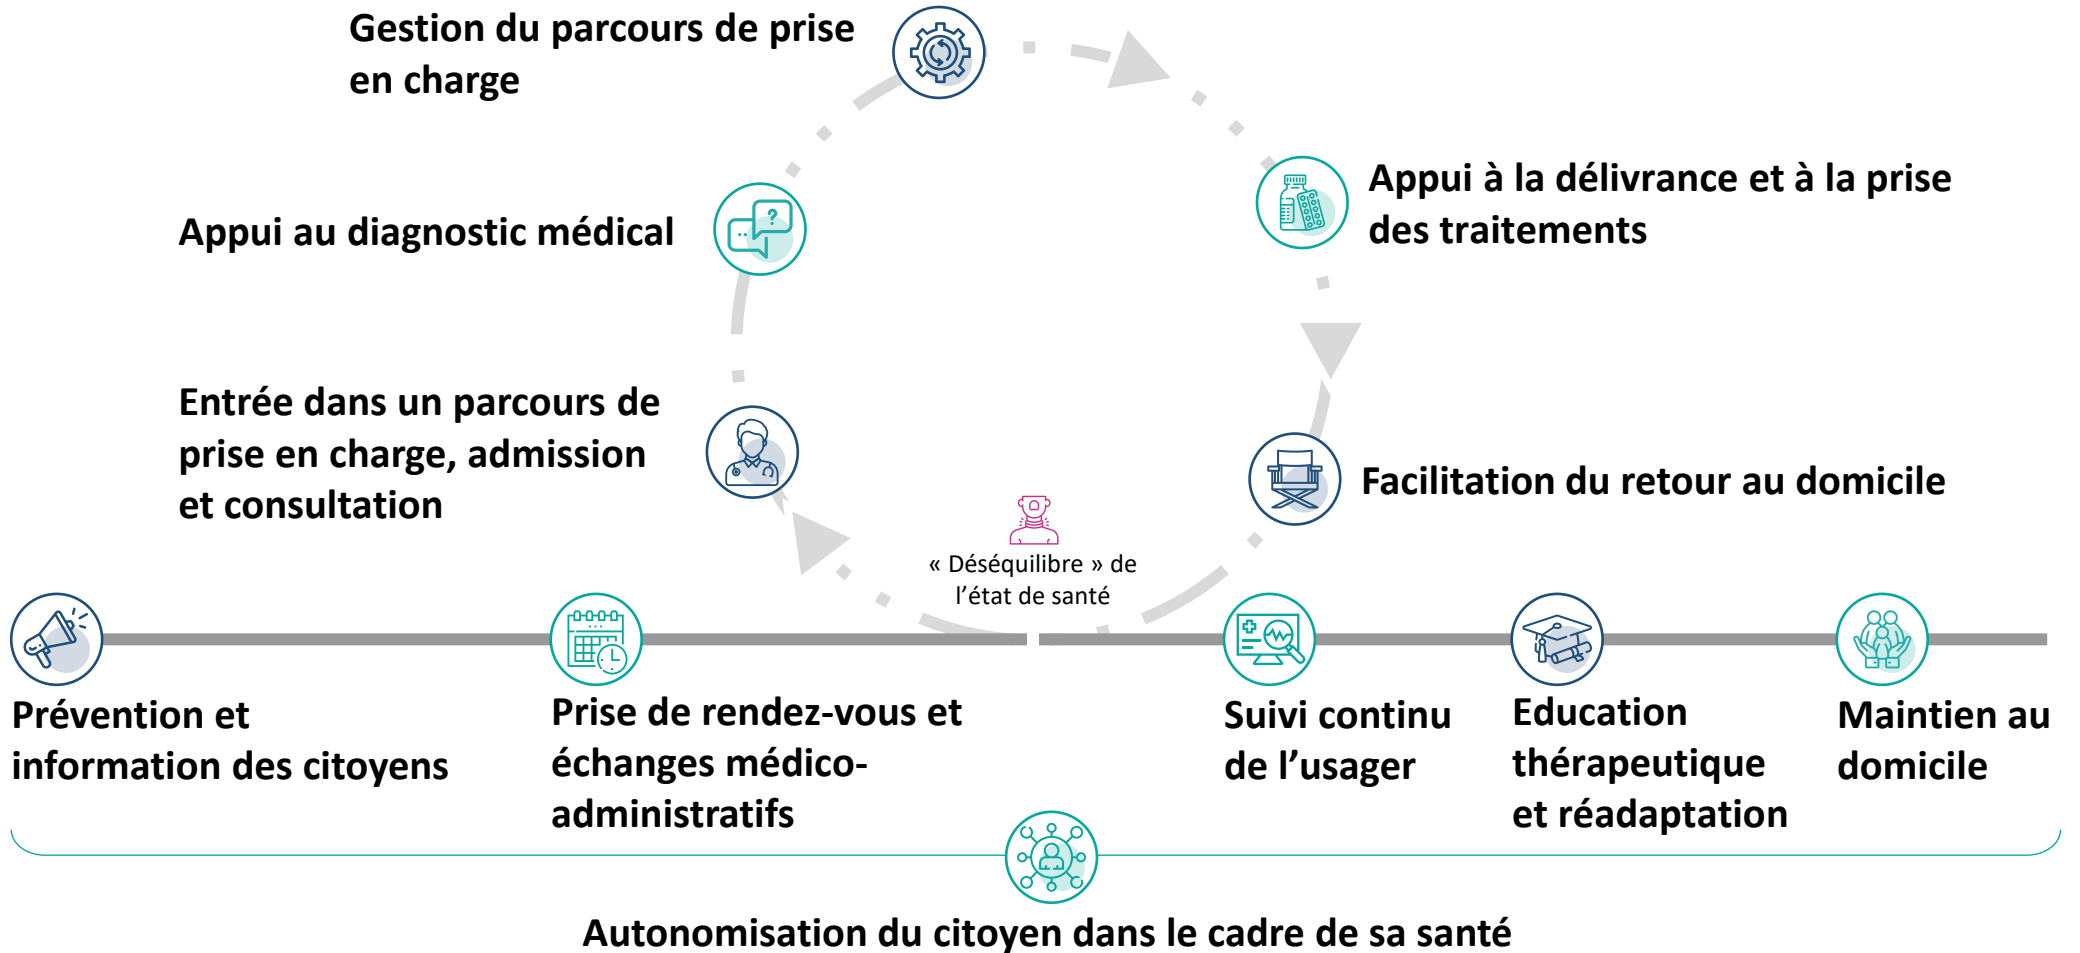 Gestion du parcours de prise
en charge
Appui à la délivrance et à la prise
des traitements
Appui au diagnostic médical
?
Entrée dans un parcours de
prise en charge, admission
et consultation
Facilitation du retour au domicile
« Déséquilibre » de
l’état de santé
Prévention et
information des citoyens
Prise de rendez-vous et
échanges médico-
administratifs
Suivi continu
de l’usager
Education
thérapeutique
et réadaptation
Maintien au
domicile
Autonomisation du citoyen dans le cadre de sa santé